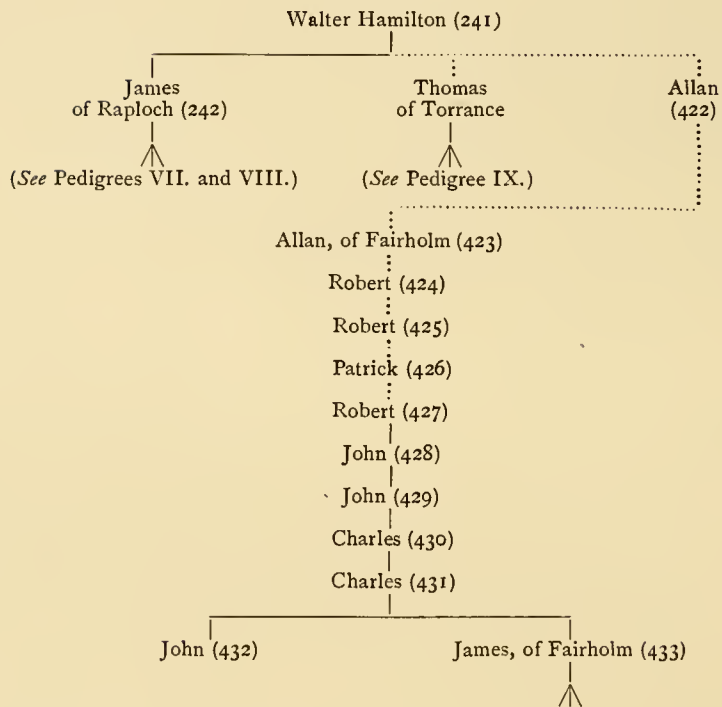 Walter Hamilton (241)
James Thomas Allan
of Raploch (242) of Torrance (422)
(See Pedigrees VII. and VIII.) (See Pedigree IX.)
Allan, of Fairholm (423)
Robert (424)
Robert (425)
Patrick (426)
Robert (427)
John (428)
John (429)
Charles (430)
Charles (431)
John (432) James, of Fairholm (433)